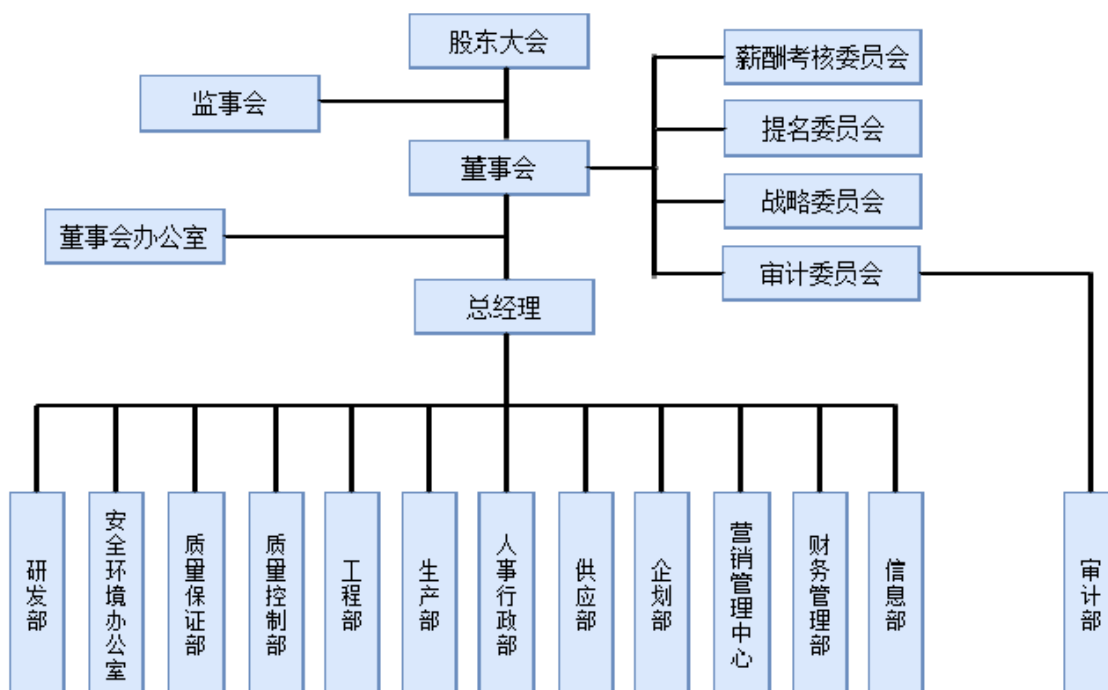 股东大会
薪酬考核委员会
监事会
提名委员会
董事会
战略委员会
董事会办公室
审计委员会
总经理
研发部
安全环境办公室
质量保证部
质量控制部
工程部
生产部
人事行政部
供应部
企划部
营销管理中心
财务管理部
信息部
审计部